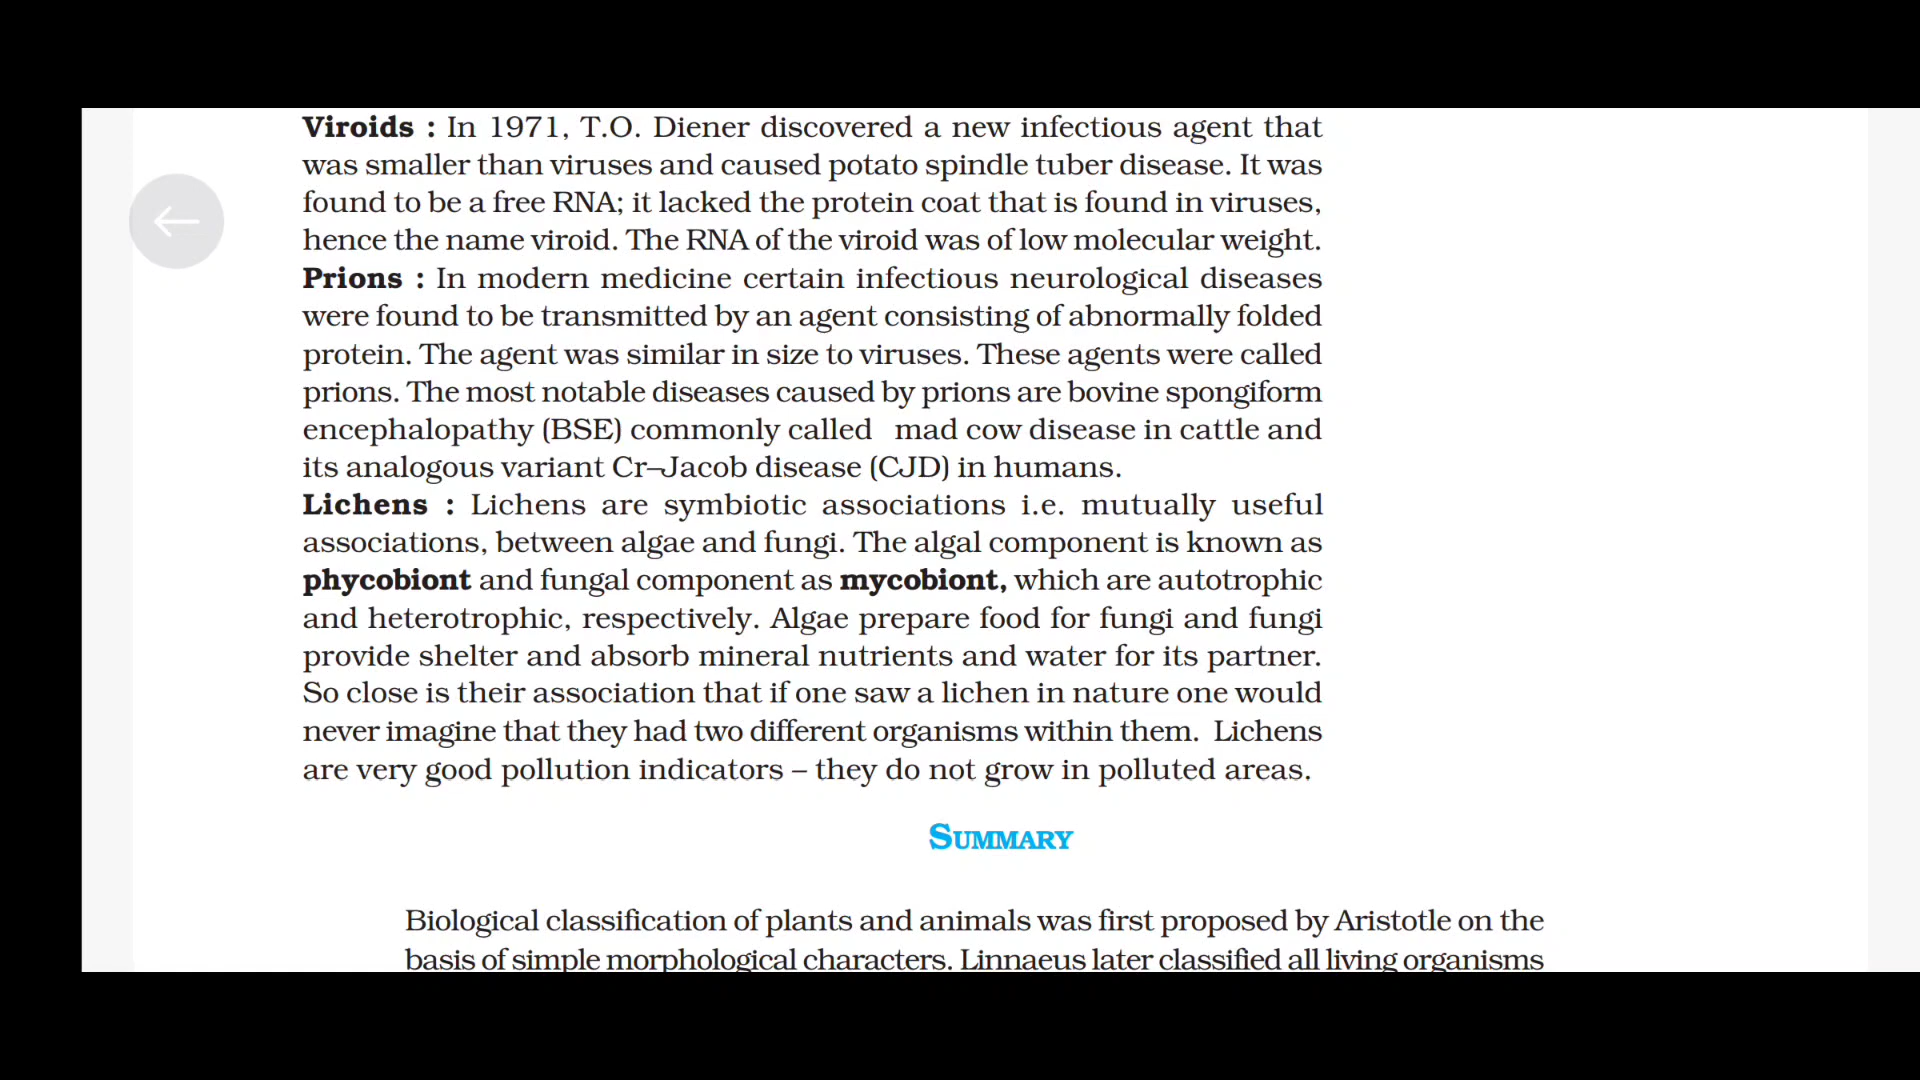 Viroids : In 1971, T.O. Diener discovered a new infectious agent that
was smaller than viruses and caused potato spindle tuber disease. It was
found to be a free RNA; it lacked the protein coat that is found in viruses,
hence the name viroid. The RNA of the viroid was of low molecular weight.
Prions : In modern medicine certain infectious neurological diseases
were found to be transmitted by an agent consisting of abnormally folded
protein. The agent was similar in size to viruses. These agents were called
prions. The most notable diseases caused by prions are bovine spongiform
encephalopathy (BSE) commonly called mad cow disease in cattle and
its analogous variant Cr–Jacob disease (CJD) in humans.
Lichens : Lichens are symbiotic associations i.e. mutually useful
associations, between algae and fungi. The algal component is known as
phycobiont and fungal component as mycobiont, which are autotrophic
and heterotrophic, respectively. Algae prepare food for fungi and fungi
provide shelter and absorb mineral nutrients and water for its partner.
So close is their association that if one saw a lichen in nature one would
never imagine that they had two different organisms within them. Lichens
are very good pollution indicators – they do not grow in polluted areas.
SUMMARY
Biological classification of plants and animals was first proposed by Aristotle on the
basis of simple morphological characters. Linnaeus later classified all living organisms